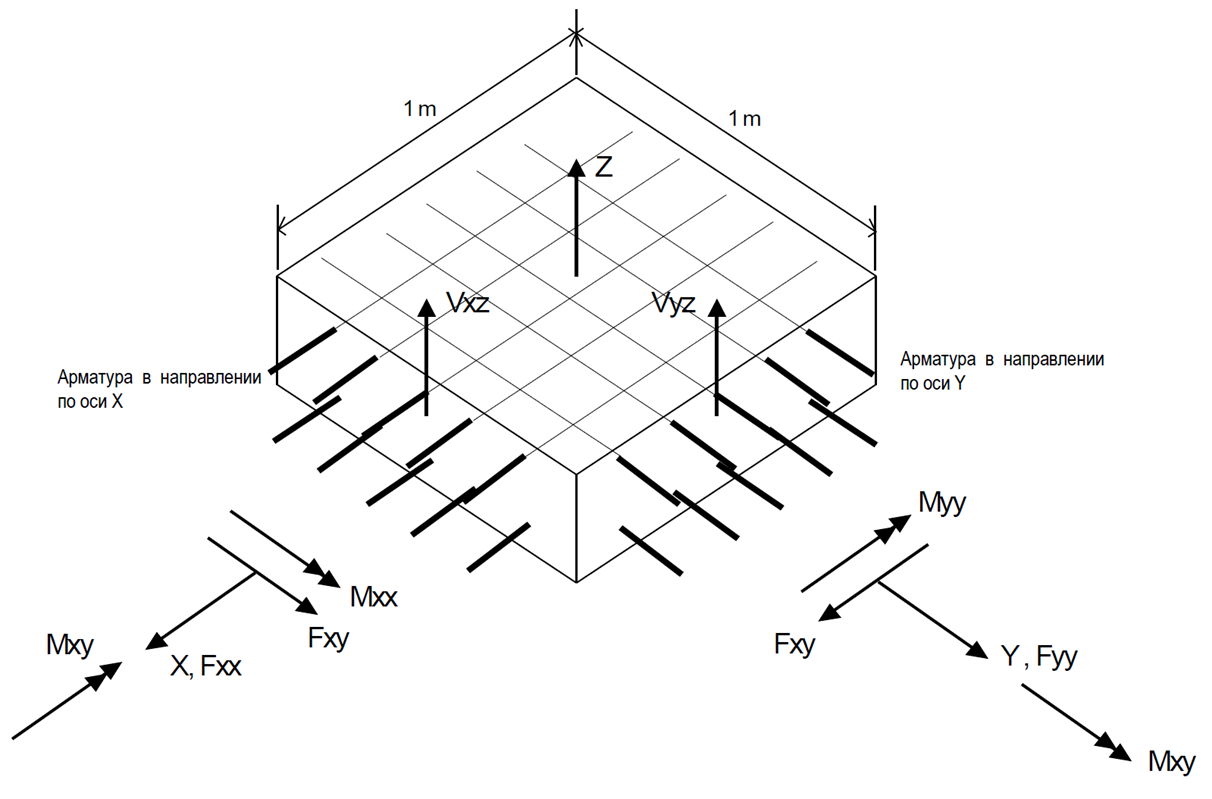 1 m
1 m
Z
Vxz
Vyz
Арматура в направлении
по оси X
Арматура в направлении
по оси Y
Myy
Mxx
Fxy
Mxy
X, Fxx
Fxy
Y , Fyy
Mxy